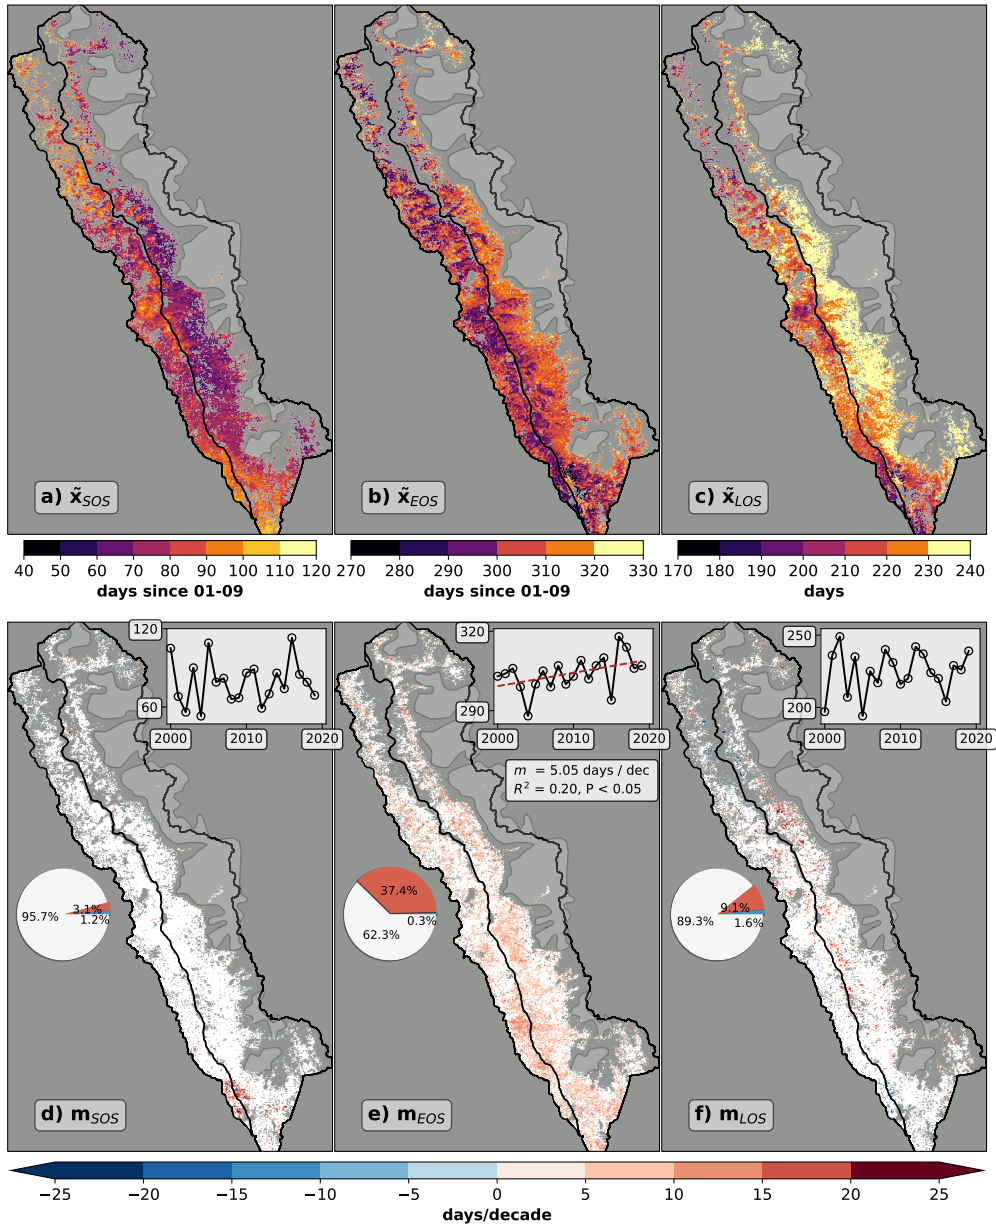 a) x̃SOS
b) x̃EOS
c) x̃LOS
40 50 60 70 80 90 100 110 120
days since 01-09
270 280 290 300 310 320 330
days since 01-09
170 180 190 200 210 220 230 240
days
120
60
2000 2010 2020
320
290
2000 2010 2020
m = 5.05 days / dec
R² = 0.20, P < 0.05
250
200
2000 2010 2020
95.7%
3.1%
1.2%
37.4%
0.3%
62.3%
89.3%
9.1%
1.6%
d) mSOS
e) mEOS
f) mLOS
−25 −20 −15 −10 −5 0 5 10 15 20 25
days/decade